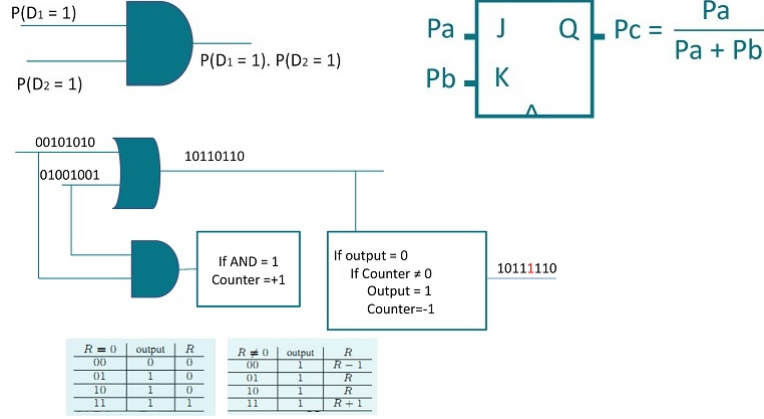 P(D1 = 1)
P(D2 = 1)
P(D1 = 1). P(D2 = 1)
Pa J Q Pc = Pa
Pa + Pb
Pb K
00101010
01001001
10110110
If AND = 1
Counter =+1
If output = 0
If Counter ≠ 0
Output = 1
Counter=-1
10111110
R = 0 output R
00 0 0
01 1 0
10 1 0
11 1 1
R ≠ 0 output R
00 1 R − 1
01 1 R
10 1 R
11 1 R + 1